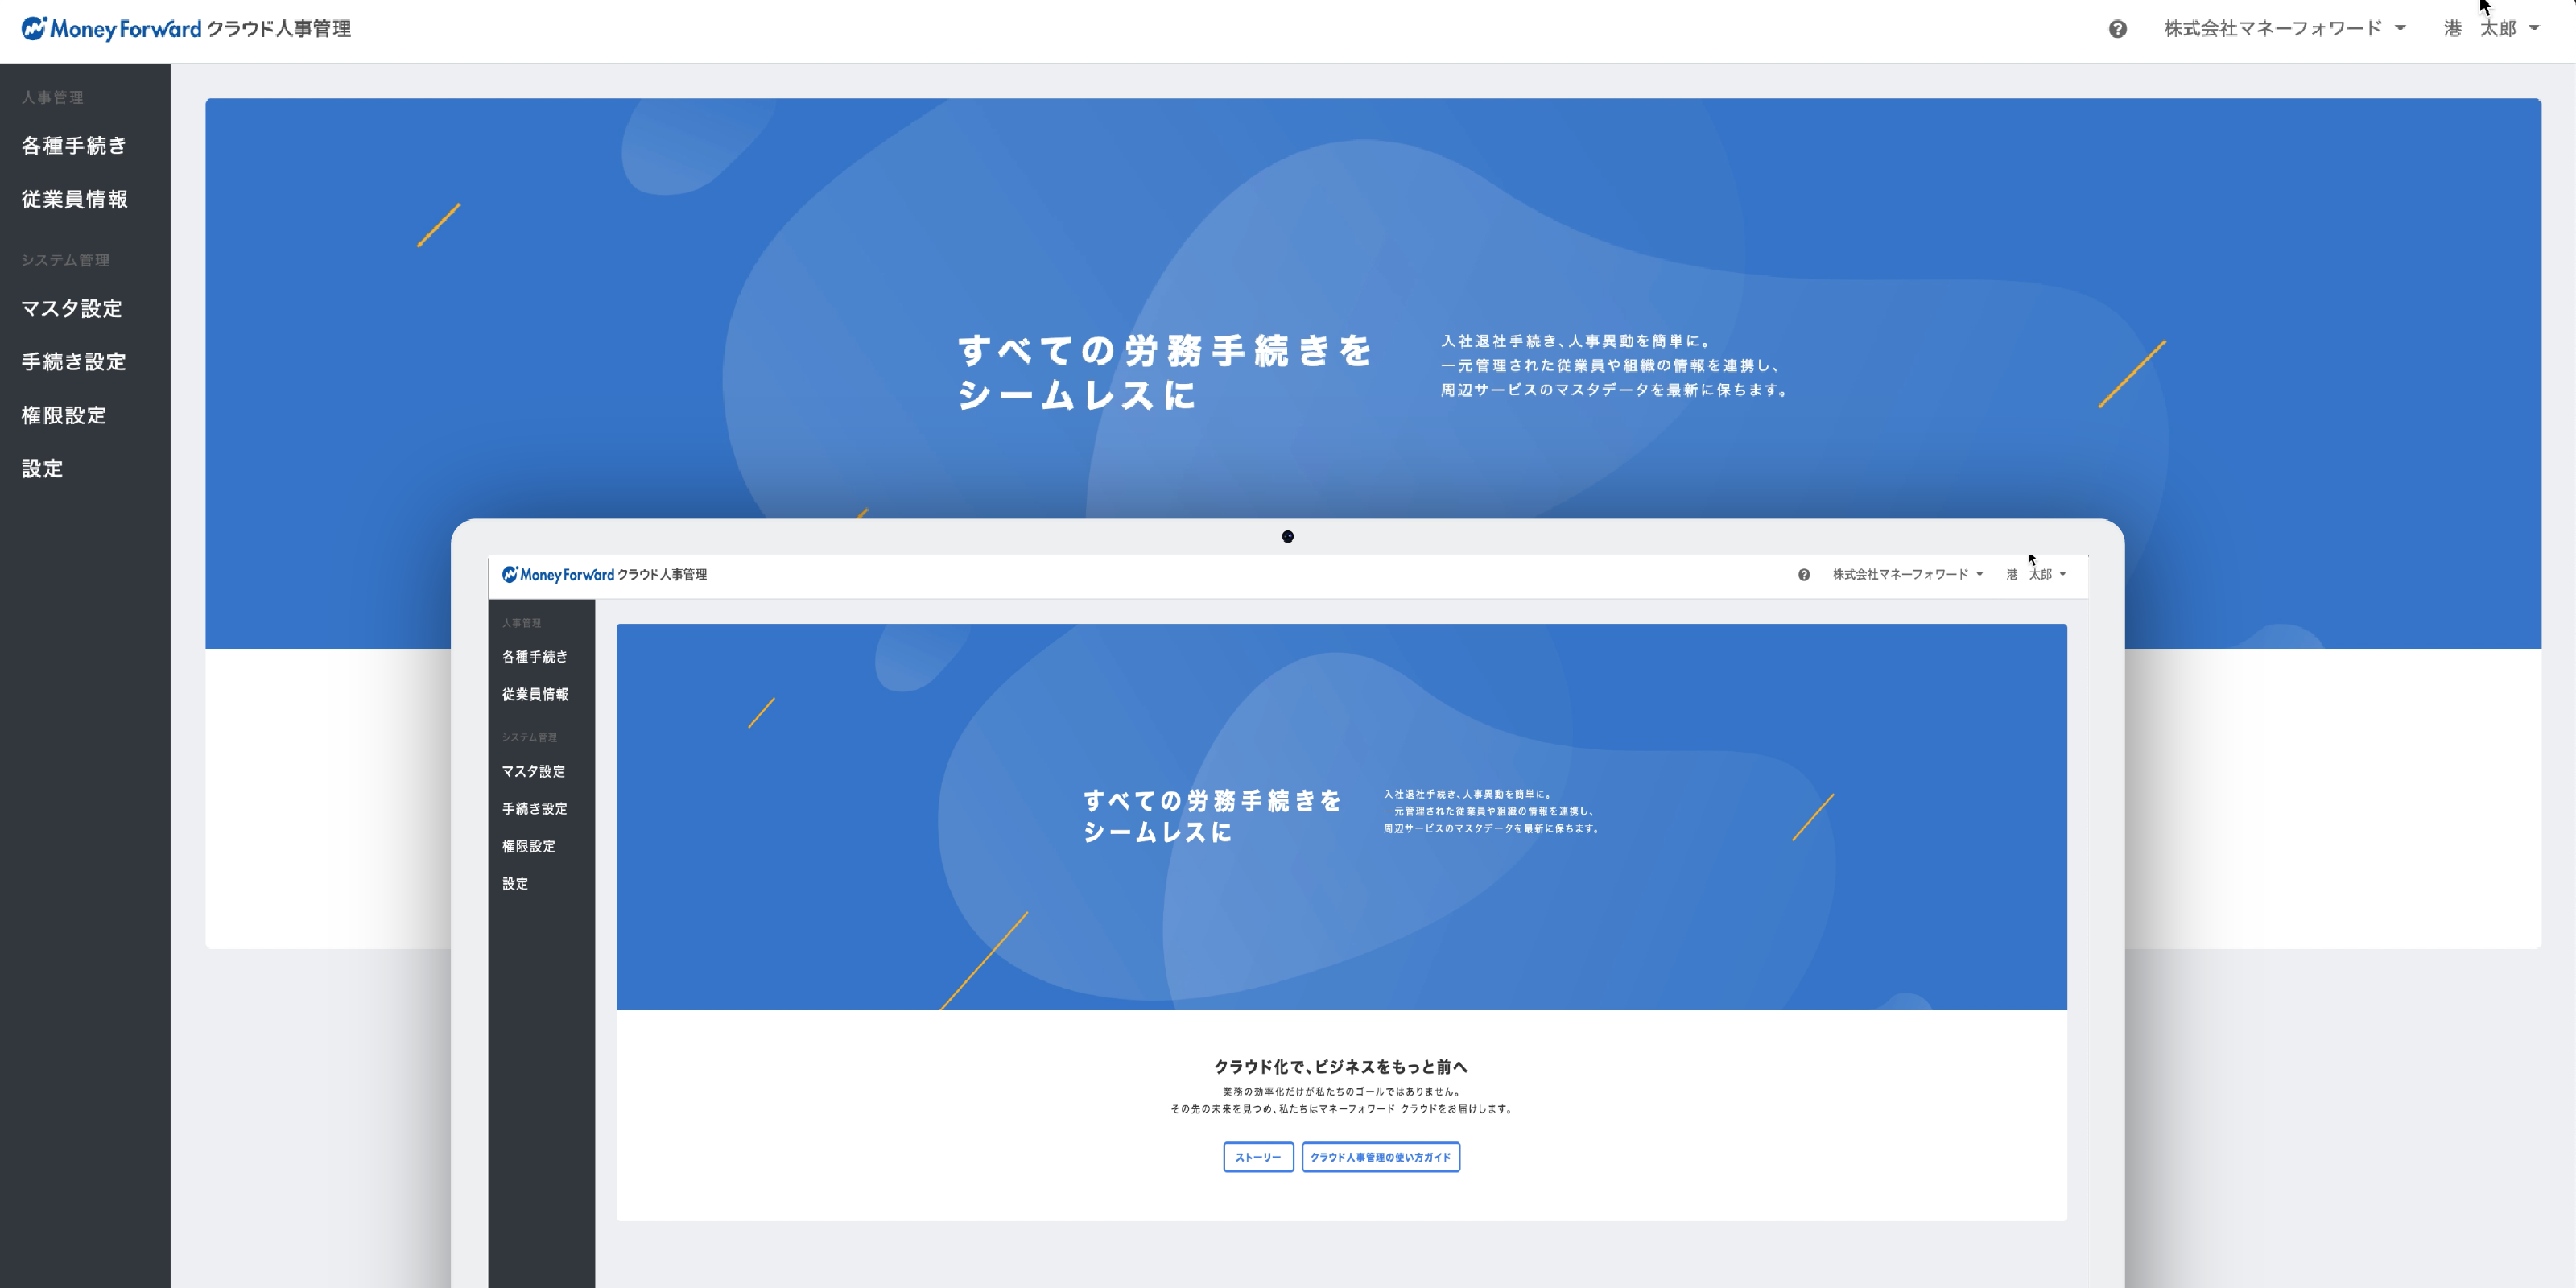 Money Forward クラウド人事管理
株式会社マネーフォワード
港　太郎
人事管理
各種手続き
従業員情報
システム管理
マスタ設定
手続き設定
権限設定
設定
すべての労務手続きを
シームレスに
入社退社手続き、人事異動を簡単に。
一元管理された従業員や組織の情報を連携し、
周辺サービスのマスタデータを最新に保ちます。
Money Forward クラウド人事管理
株式会社マネーフォワード
港　太郎
人事管理
各種手続き
従業員情報
システム管理
マスタ設定
手続き設定
権限設定
設定
すべての労務手続きを
シームレスに
入社退社手続き、人事異動を簡単に。
一元管理された従業員や組織の情報を連携し、
周辺サービスのマスタデータを最新に保ちます。
クラウド化で、ビジネスをもっと前へ
業務の効率化だけが私たちのゴールではありません。
その先の未来を見つめ、私たちはマネーフォワード クラウドをお届けします。
ストーリー
クラウド人事管理の使い方ガイド